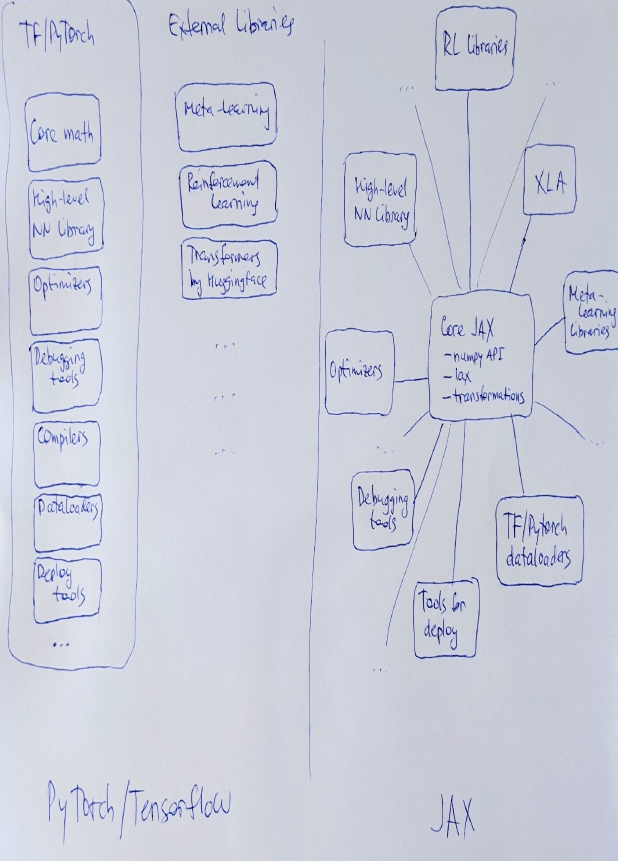 TF/PyTorch
Core math
High-level
NN Library
Optimizers
Debugging
tools
Compilers
Dataloaders
Deploy
tools
...
External Libraries
Meta-Learning
Reinforcement
Learning
Transformers
by Huggingface
...
...
...
PyTorch/Tensorflow
RL Libraries
...
...
High-level
NN Library
XLA
Meta-
Learning
Libraries
Core JAX
-numpy API
-lax
-transformations
Optimizers
...
...
Debugging
tools
TF/Pytorch
dataloaders
Tools for
deploy
...
JAX